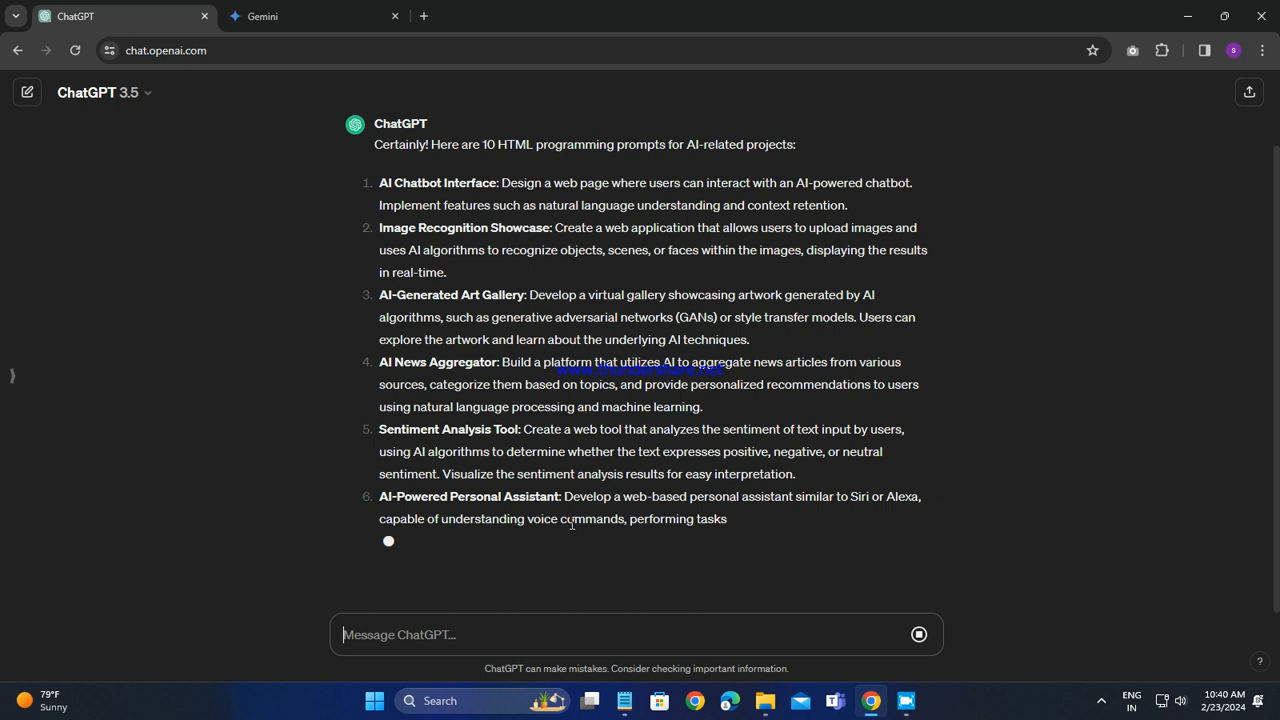 ChatGPT
Gemini
chat.openai.com
S
ChatGPT 3.5
ChatGPT
Certainly! Here are 10 HTML programming prompts for AI-related projects:
1. AI Chatbot Interface: Design a web page where users can interact with an AI-powered chatbot.
Implement features such as natural language understanding and context retention.
2. Image Recognition Showcase: Create a web application that allows users to upload images and
uses AI algorithms to recognize objects, scenes, or faces within the images, displaying the results
in real-time.
3. AI-Generated Art Gallery: Develop a virtual gallery showcasing artwork generated by AI
algorithms, such as generative adversarial networks (GANs) or style transfer models. Users can
explore the artwork and learn about the underlying AI techniques.
4. AI News Aggregator: Build a platform that utilizes AI to aggregate news articles from various
www.thundershare.net
sources, categorize them based on topics, and provide personalized recommendations to users
using natural language processing and machine learning.
5. Sentiment Analysis Tool: Create a web tool that analyzes the sentiment of text input by users,
using AI algorithms to determine whether the text expresses positive, negative, or neutral
sentiment. Visualize the sentiment analysis results for easy interpretation.
6. AI-Powered Personal Assistant: Develop a web-based personal assistant similar to Siri or Alexa,
capable of understanding voice commands, performing tasks
Message ChatGPT...
ChatGPT can make mistakes. Consider checking important information.
?
79°F
Sunny
Search
ENG
IN
10:40 AM
2/23/2024